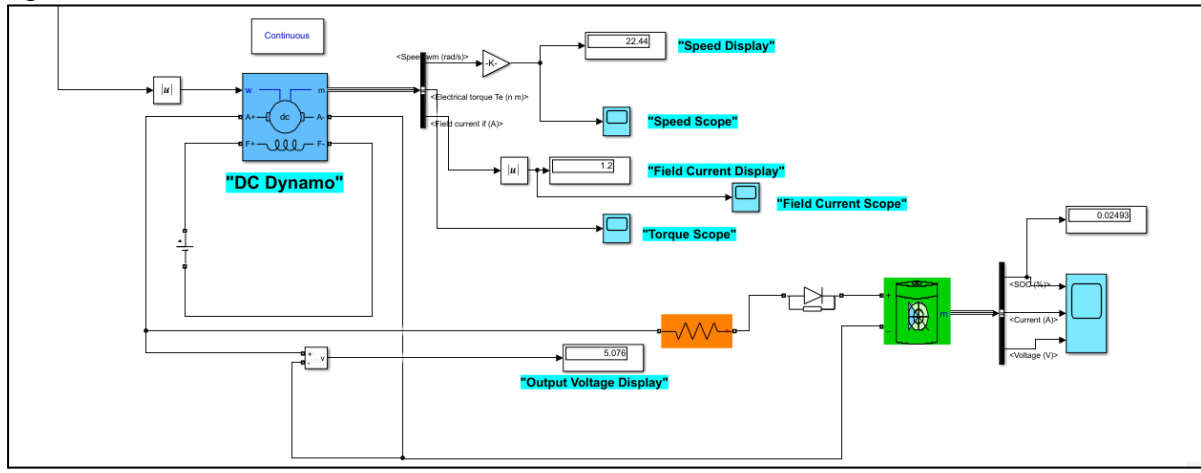 Continuous
<Speed wm (rad/s)>
-K-
22.44
"Speed Display"
|u|
w
m
dc
A+
A-
F+
F-
"DC Dynamo"
<Electrical torque Te (n m)>
<Field current if (A)>
"Speed Scope"
|u|
1.2
"Field Current Display"
"Field Current Scope"
"Torque Scope"
0.02493
+
_
m
<SOC (%)>
<Current (A)>
<Voltage (V)>
+
-
v
5.076
"Output Voltage Display"